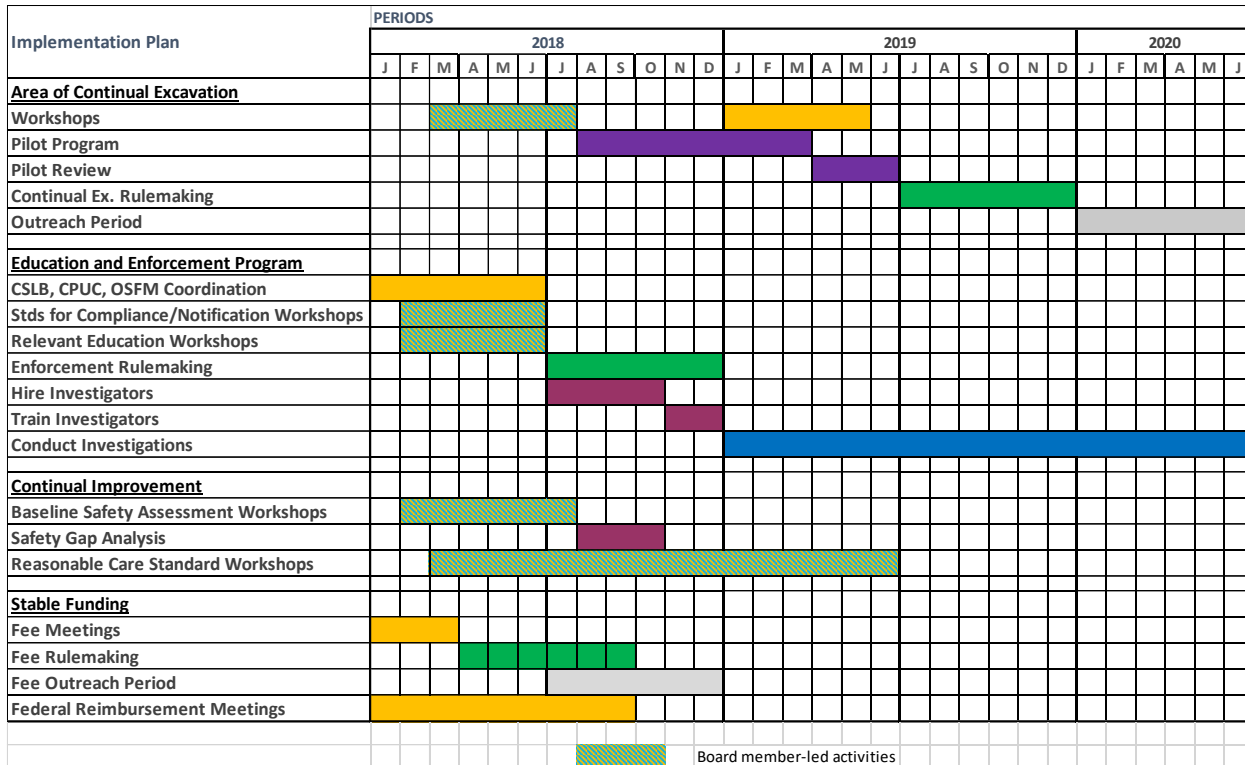 PERIODS
Implementation Plan
2018 2019 2020
J F M A M J J A S O N D J F M A M J J A S O N D J F M A M J
Area of Continual Excavation
Workshops
Pilot Program
Pilot Review
Continual Ex. Rulemaking
Outreach Period
Education and Enforcement Program
CSLB, CPUC, OSFM Coordination
Stds for Compliance/Notification Workshops
Relevant Education Workshops
Enforcement Rulemaking
Hire Investigators
Train Investigators
Conduct Investigations
Continual Improvement
Baseline Safety Assessment Workshops
Safety Gap Analysis
Reasonable Care Standard Workshops
Stable Funding
Fee Meetings
Fee Rulemaking
Fee Outreach Period
Federal Reimbursement Meetings
Board member-led activities